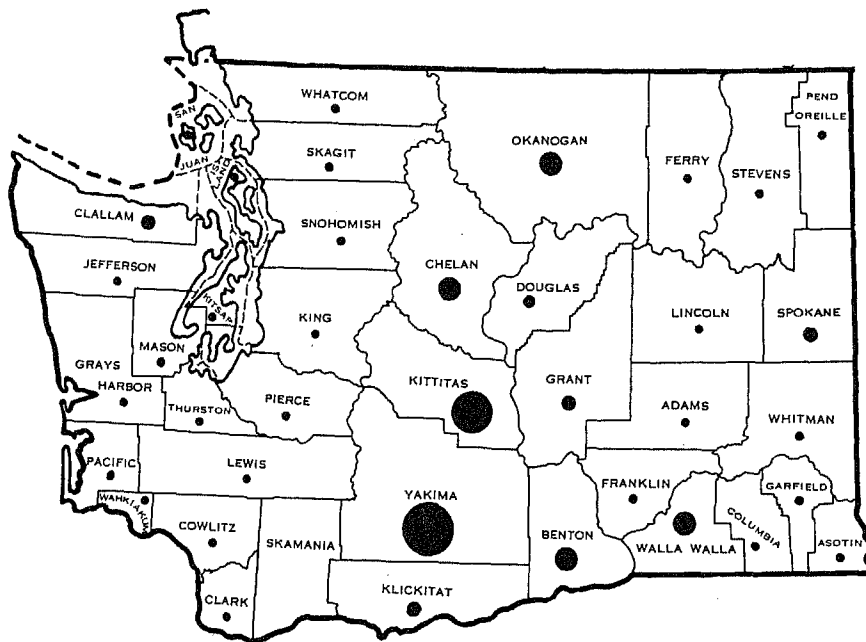 WHATCOM
PEND
OREILLE
SAN
JUAN
OKANOGAN
SKAGIT
FERRY
STEVENS
ISLAND
CLALLAM
SNOHOMISH
JEFFERSON
CHELAN
DOUGLAS
KITSAP
KING
LINCOLN
SPOKANE
MASON
GRAYS
HARBOR
KITTITAS
GRANT
THURSTON
PIERCE
ADAMS
WHITMAN
PACIFIC
LEWIS
FRANKLIN
GARFIELD
WAHKIAKUM
YAKIMA
COLUMBIA
COWLITZ
SKAMANIA
BENTON
WALLA WALLA
ASOTIN
CLARK
KLICKITAT